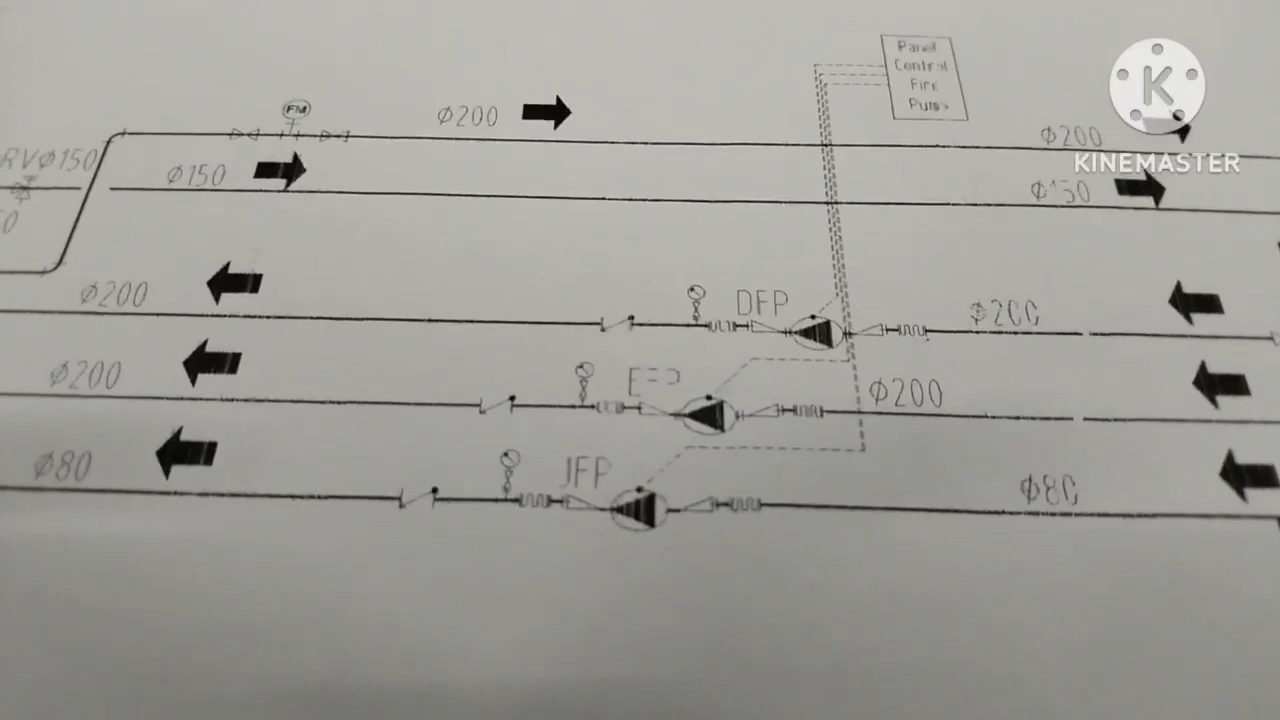 Panel
Control
Fire
Pump
FM
Ø200
Ø200
KINEMASTER
RVØ150
Ø150
Ø150
Ø200
DFP
Ø200
Ø200
EFP
Ø200
Ø80
JFP
Ø80